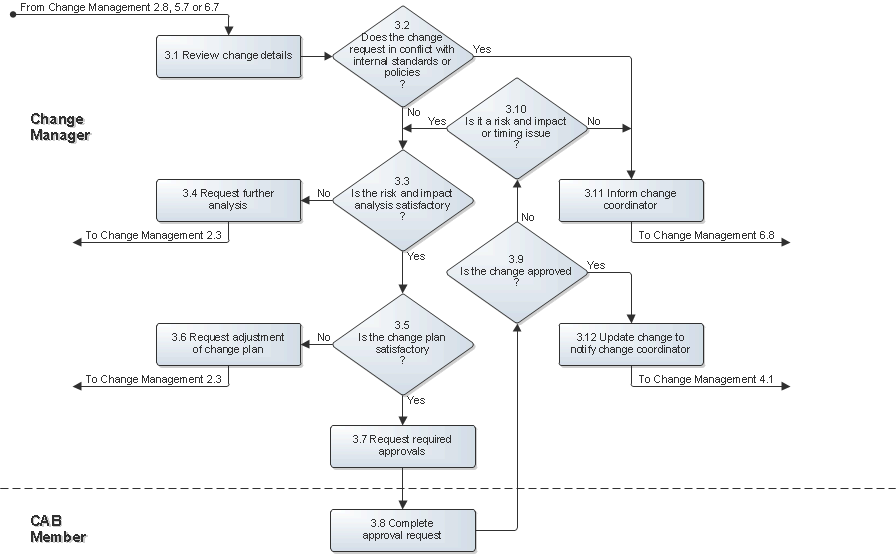 From Change Management 2.8, 5.7 or 6.7
3.1 Review change details
3.2
Does the change
request in conflict with
internal standards or
policies
?
Yes
No
Change
Manager
3.10
Is it a risk and impact
or timing issue
?
Yes
No
3.3
Is the risk and impact
analysis satisfactory
?
No
Yes
3.4 Request further
analysis
To Change Management 2.3
3.11 Inform change
coordinator
To Change Management 6.8
No
3.9
Is the change approved
?
Yes
3.5
Is the change plan
satisfactory
?
No
Yes
3.6 Request adjustment
of change plan
To Change Management 2.3
3.12 Update change to
notify change coordinator
To Change Management 4.1
3.7 Request required
approvals
CAB
Member
3.8 Complete
approval request